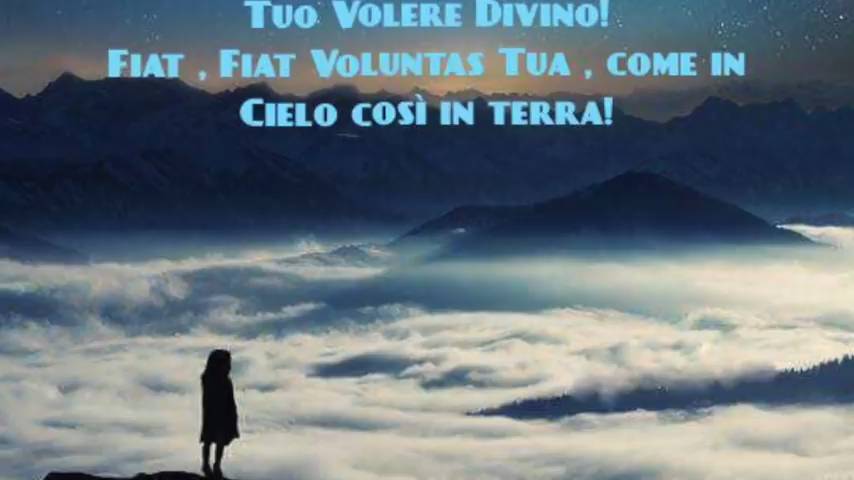 Tuo Volere Divino!
Fiat , Fiat Voluntas Tua , come in
Cielo così in terra!